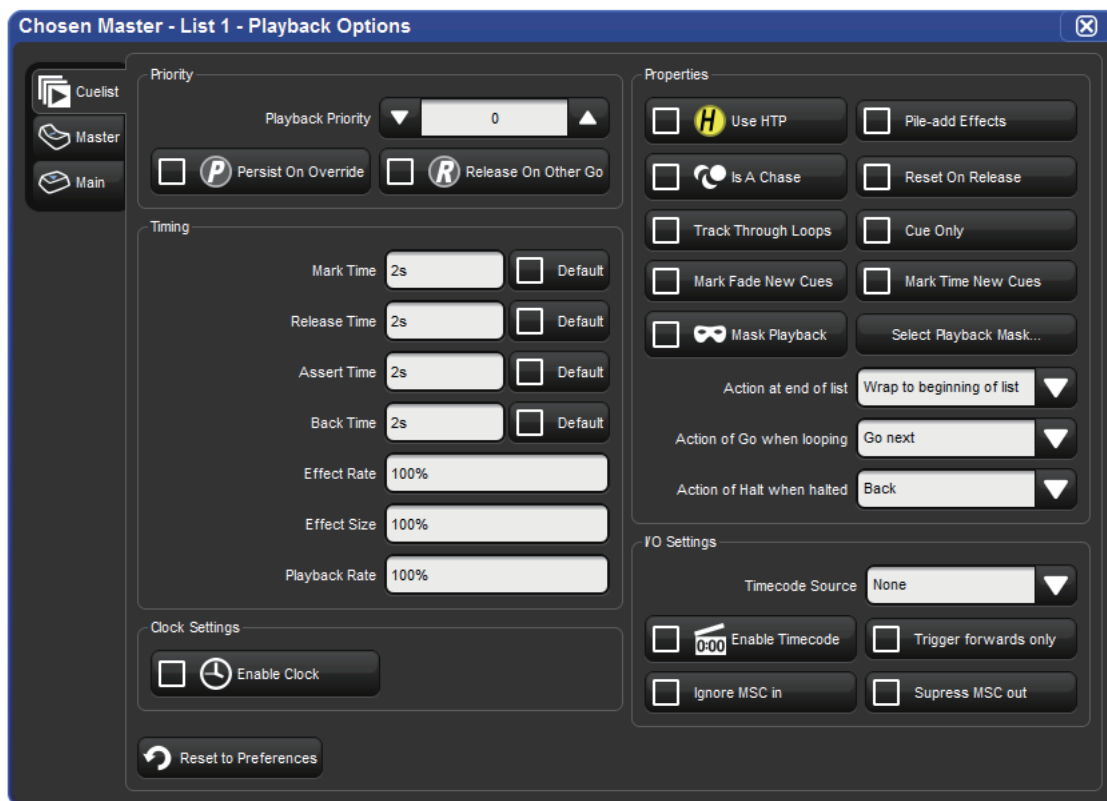 Chosen Master - List 1 - Playback Options
Cuelist
Master
Main
Priority
Playback Priority 0
P Persist On Override R Release On Other Go
Timing
Mark Time 2s Default
Release Time 2s Default
Assert Time 2s Default
Back Time 2s Default
Effect Rate 100%
Effect Size 100%
Playback Rate 100%
Clock Settings
Enable Clock
Reset to Preferences
Properties
H Use HTP Pile-add Effects
Is A Chase Reset On Release
Track Through Loops Cue Only
Mark Fade New Cues Mark Time New Cues
Mask Playback Select Playback Mask...
Action at end of list Wrap to beginning of list
Action of Go when looping Go next
Action of Halt when halted Back
I/O Settings
Timecode Source None
0:00 Enable Timecode Trigger forwards only
Ignore MSC in Supress MSC out